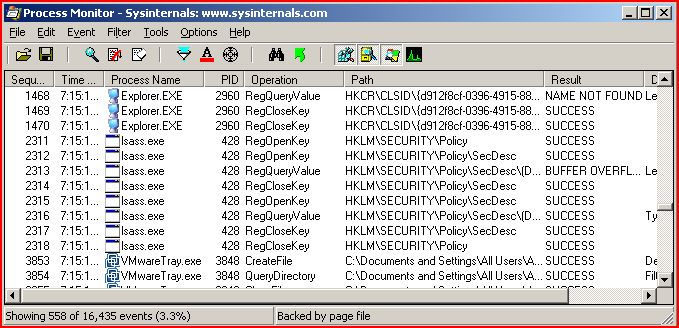 Process Monitor - Sysinternals: www.sysinternals.com
File Edit Event Filter Tools Options Help
Seque... Time ... Process Name PID Operation Path Result D
1468 7:15:1... Explorer.EXE 2960 RegQueryValue HKCR\CLSID\{d912f8cf-0396-4915-88... NAME NOT FOUND Le
1469 7:15:1... Explorer.EXE 2960 RegCloseKey HKCR\CLSID\{d912f8cf-0396-4915-88... SUCCESS
1470 7:15:1... Explorer.EXE 2960 RegCloseKey HKCR\CLSID\{d912f8cf-0396-4915-88... SUCCESS
2311 7:15:1... lsass.exe 428 RegOpenKey HKLM\SECURITY\Policy SUCCESS
2312 7:15:1... lsass.exe 428 RegOpenKey HKLM\SECURITY\Policy\SecDesc SUCCESS
2313 7:15:1... lsass.exe 428 RegQueryValue HKLM\SECURITY\Policy\SecDesc\(D... BUFFER OVERFL... Le
2314 7:15:1... lsass.exe 428 RegCloseKey HKLM\SECURITY\Policy\SecDesc SUCCESS
2315 7:15:1... lsass.exe 428 RegOpenKey HKLM\SECURITY\Policy\SecDesc SUCCESS
2316 7:15:1... lsass.exe 428 RegQueryValue HKLM\SECURITY\Policy\SecDesc\(D... SUCCESS Ty
2317 7:15:1... lsass.exe 428 RegCloseKey HKLM\SECURITY\Policy\SecDesc SUCCESS
2318 7:15:1... lsass.exe 428 RegCloseKey HKLM\SECURITY\Policy SUCCESS
3853 7:15:1... VMwareTray.exe 3848 CreateFile C:\Documents and Settings\All Users\A... SUCCESS De
3854 7:15:1... VMwareTray.exe 3848 QueryDirectory C:\Documents and Settings\All Users\A... SUCCESS Fil
Showing 558 of 16,435 events (3.3%) Backed by page file